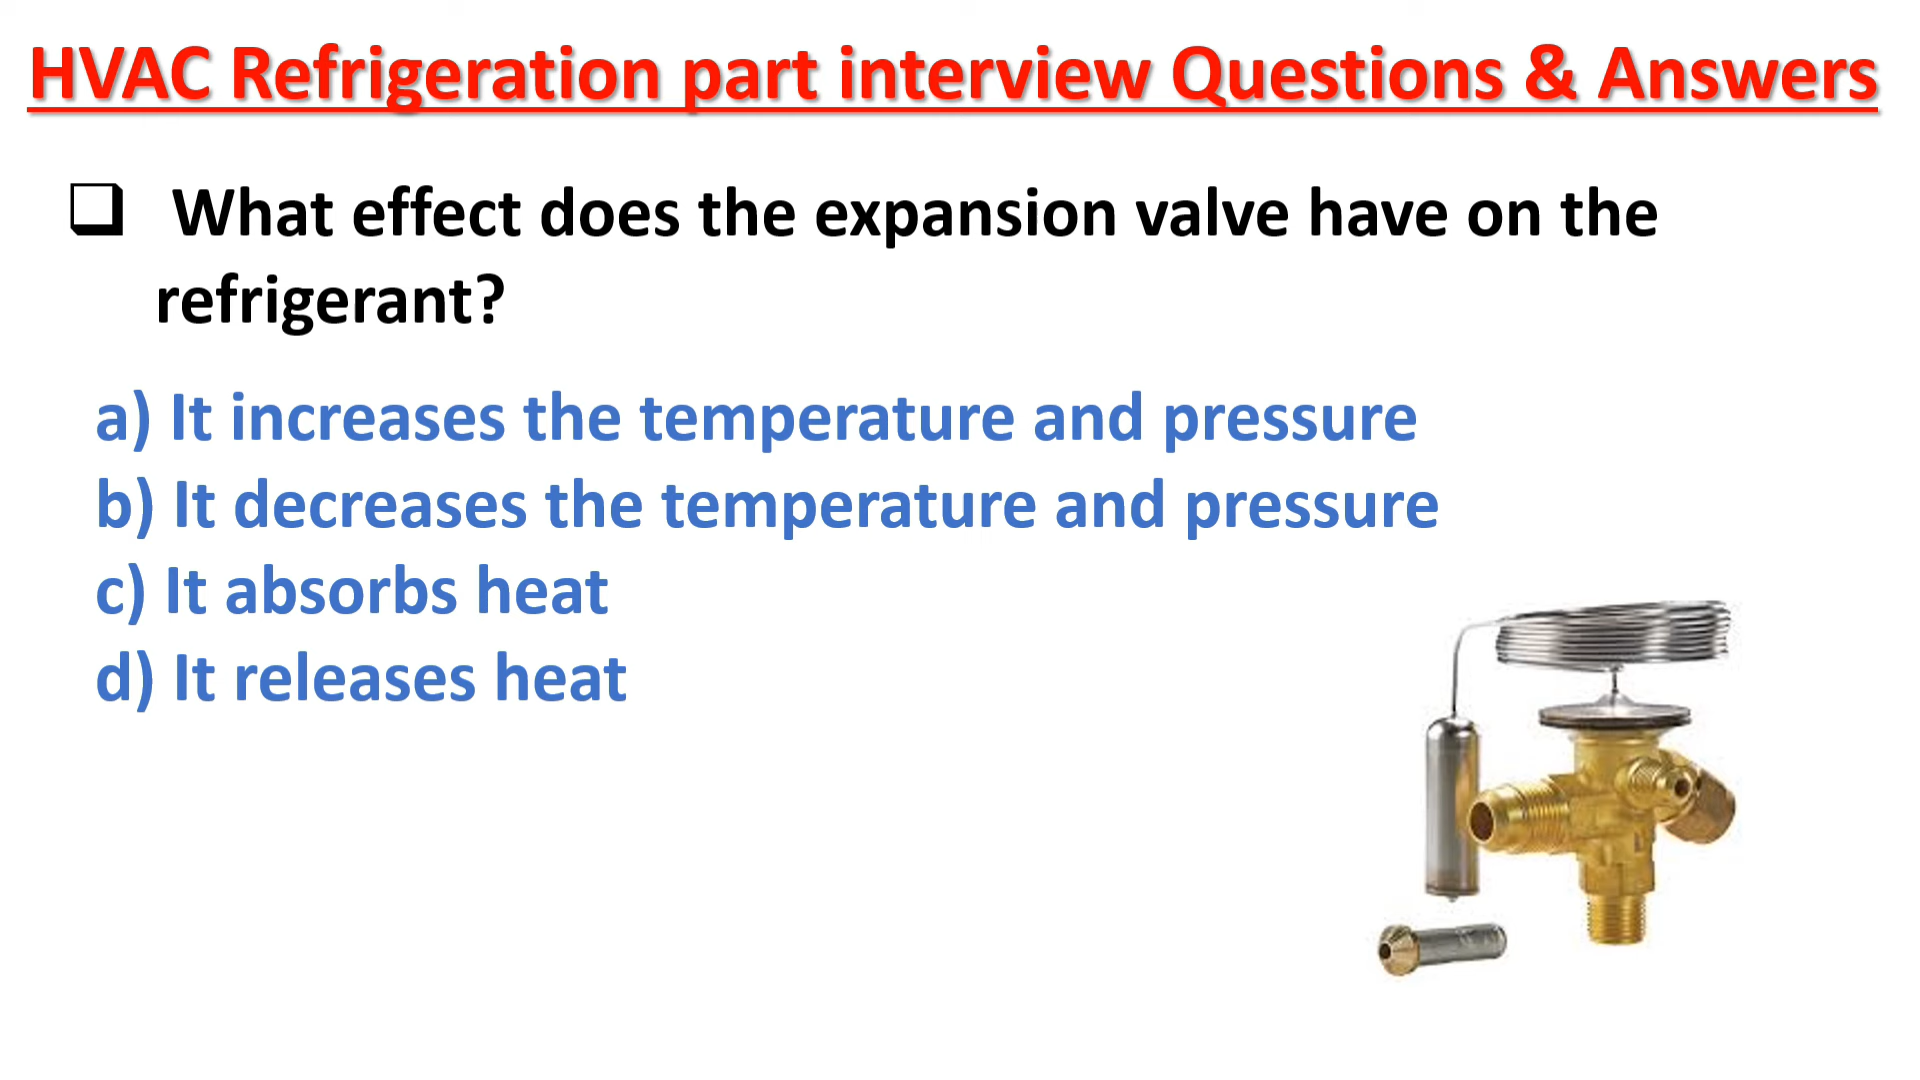 HVAC Refrigeration part interview Questions & Answers
What effect does the expansion valve have on the
refrigerant?
a) It increases the temperature and pressure
b) It decreases the temperature and pressure
c) It absorbs heat
d) It releases heat